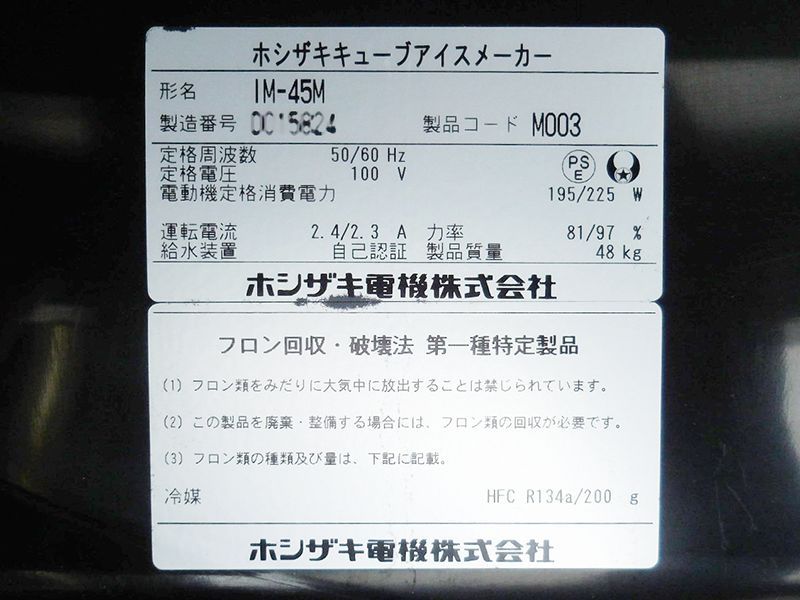 ホシザキキューブアイスメーカー
形名 IM-45M
製造番号 製品コード M003
定格周波数 50/60 Hz
定格電圧 100 V
PS E
電動機定格消費電力 195/225 W
運転電流 2.4/2.3 A 力率 81/97 %
給水装置 自己認証 製品質量 48 kg
ホシザキ電機株式会社
フロン回収・破壊法 第一種特定製品
(1) フロン類をみだりに大気中に放出することは禁じられています。
(2) この製品を廃棄・整備する場合には、フロン類の回収が必要です。
(3) フロン類の種類及び量は、下記に記載。
冷媒 HFC R134a/200 g
ホシザキ電機株式会社